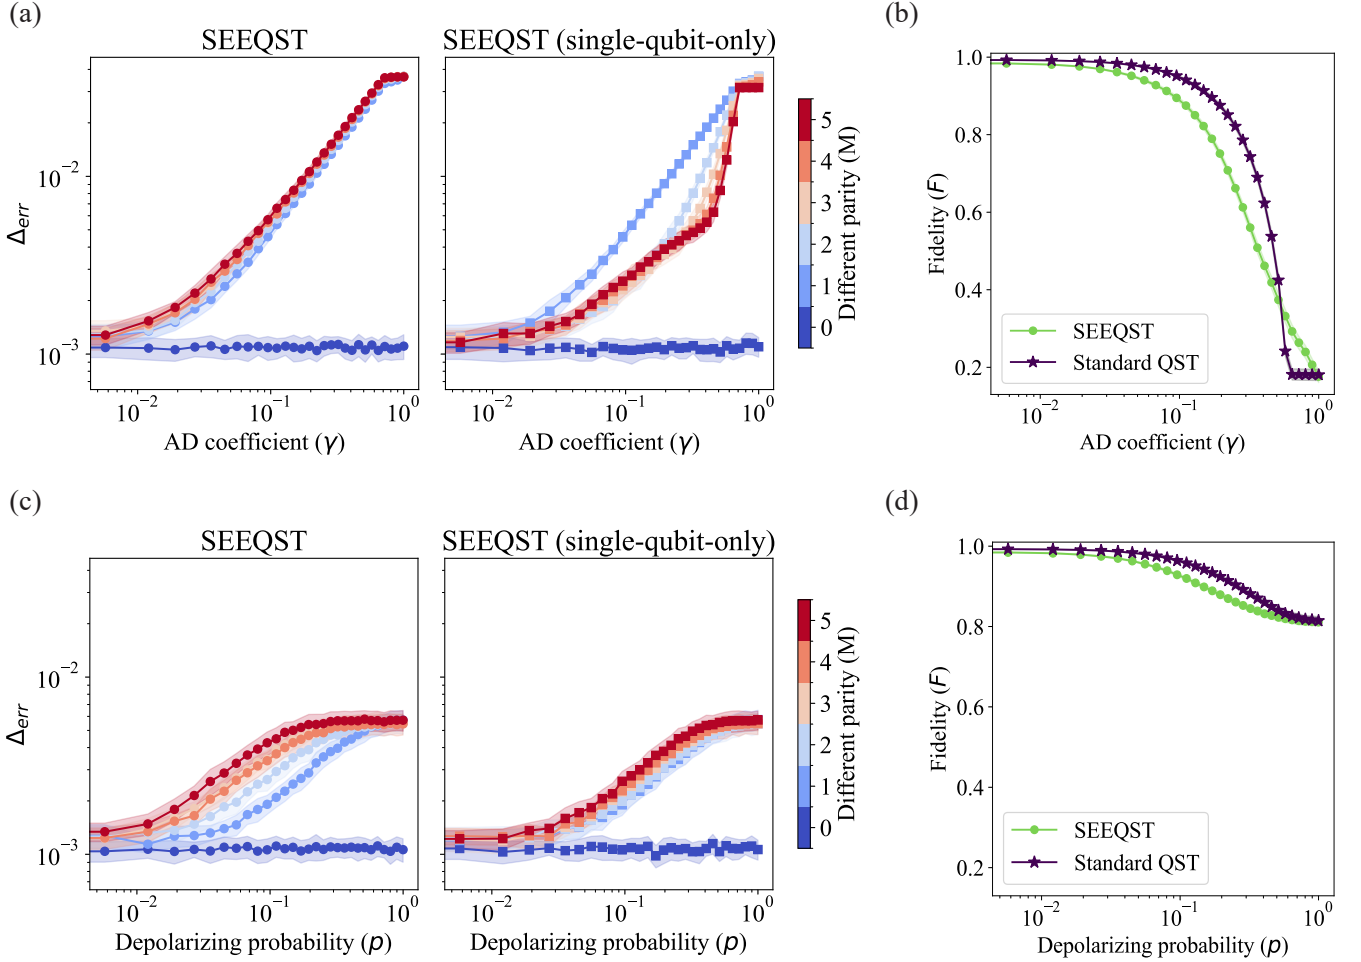 (a)
SEEQST
SEEQST (single-qubit-only)
Δerr
10−2
10−3
10−2
10−1
100
AD coefficient (γ)
10−2
10−1
100
AD coefficient (γ)
5
4
3
2
1
0
Different parity (M)
(b)
Fidelity (F)
1.0
0.8
0.6
0.4
0.2
SEEQST
Standard QST
10−2
10−1
100
AD coefficient (γ)
(c)
SEEQST
SEEQST (single-qubit-only)
Δerr
10−2
10−3
10−2
10−1
100
Depolarizing probability (p)
10−2
10−1
100
Depolarizing probability (p)
5
4
3
2
1
0
Different parity (M)
(d)
Fidelity (F)
1.0
0.8
0.6
0.4
0.2
SEEQST
Standard QST
10−2
10−1
100
Depolarizing probability (p)